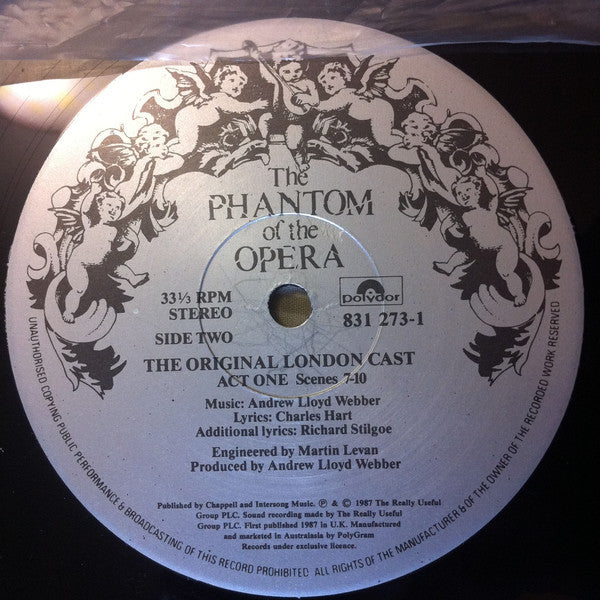 The
PHANTOM
of the
OPERA
33⅓ RPM
STEREO
SIDE TWO
polydor
831 273-1
THE ORIGINAL LONDON CAST
ACT ONE Scenes 7-10
Music: Andrew Lloyd Webber
Lyrics: Charles Hart
Additional lyrics: Richard Stilgoe
Engineered by Martin Levan
Produced by Andrew Lloyd Webber
Published by Chappell and Intersong Music. ℗ & © 1987 The Really Useful
Group PLC. Sound recording made by The Really Useful
Group PLC. First published 1987 in U.K. Manufactured
and marketed in Australasia by PolyGram
Records under exclusive licence.
UNAUTHORISED COPYING PUBLIC PERFORMANCE & BROADCASTING OF THIS RECORD PROHIBITED ALL RIGHTS OF THE MANUFACTURER & OF THE OWNER OF THE RECORDED WORK RESERVED